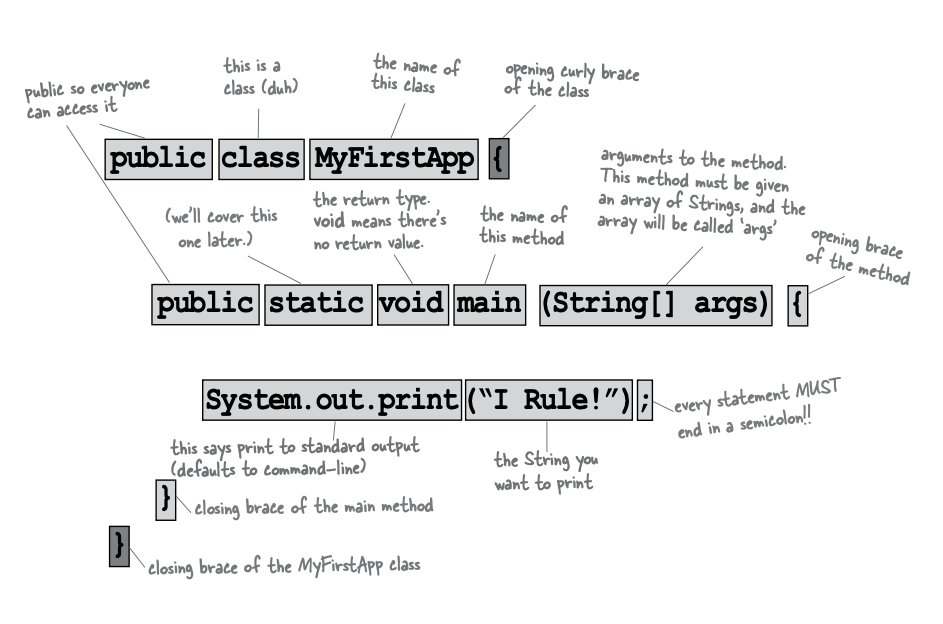 public so everyone
can access it
this is a
class (duh)
the name of
this class
opening curly brace
of the class
public class MyFirstApp {
(we'll cover this
one later.)
the return type.
void means there's
no return value.
the name of
this method
arguments to the method.
This method must be given
an array of Strings, and the
array will be called 'args'
opening brace
of the method
public static void main (String[] args) {
System.out.print(“I Rule!”);
every statement MUST
end in a semicolon!!
this says print to standard output
(defaults to command-line)
the String you
want to print
}
closing brace of the main method
}
closing brace of the MyFirstApp class